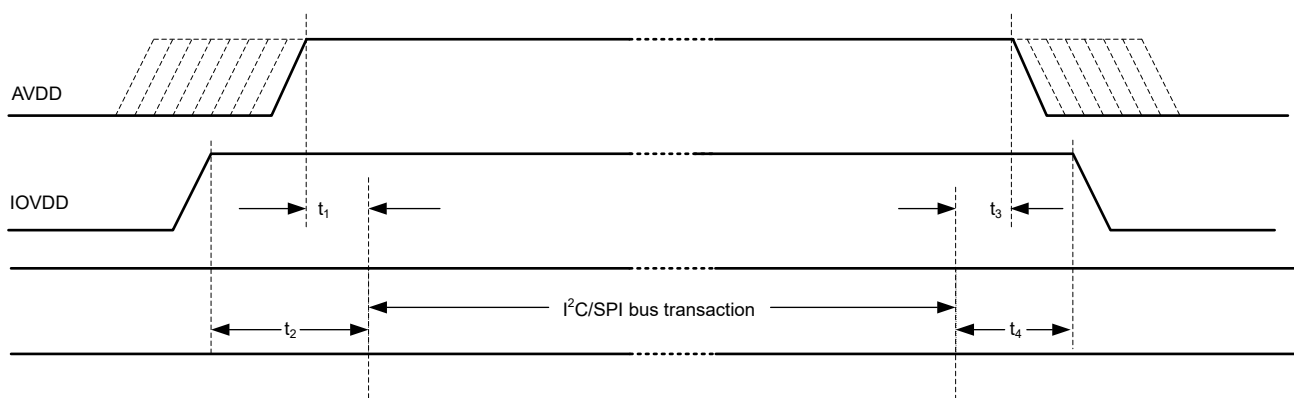 AVDD
IOVDD
t₁
t₃
I²C/SPI bus transaction
t₂
t₄